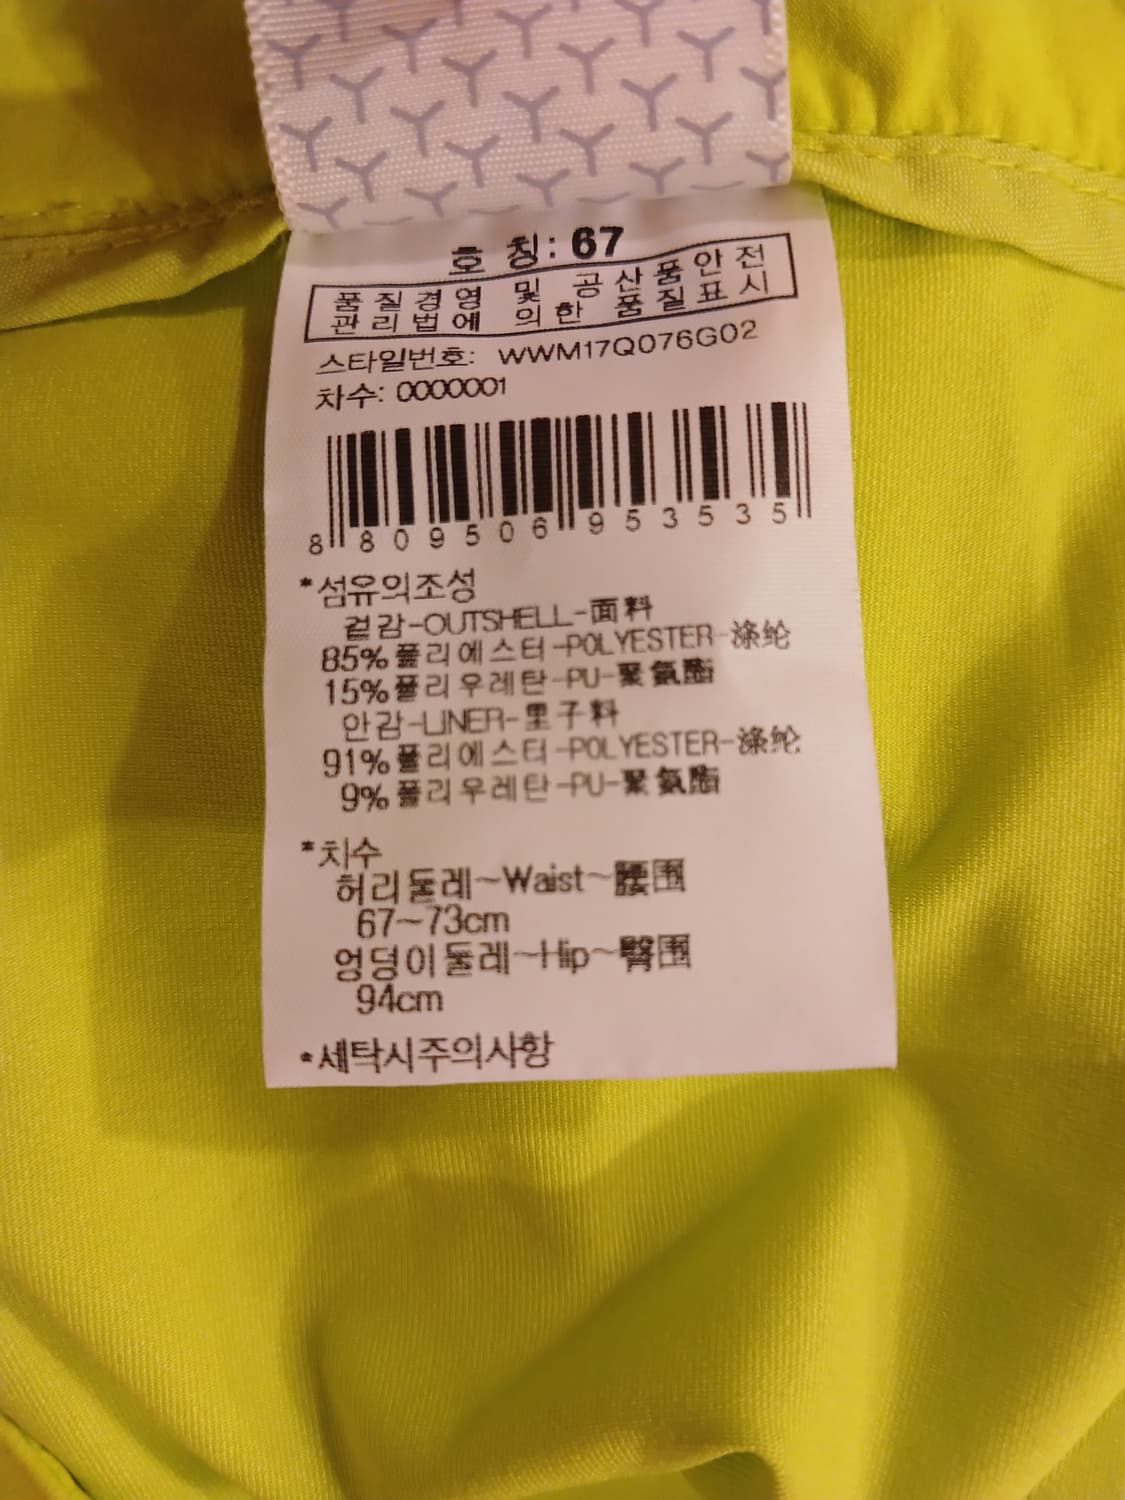 호 칭: 67
품질경영 및 공산품안전
관리법에 의한 품질표시
스타일번호: WWM17Q076G02
차수: 0000001
8 809506 953535
*섬유의조성
겉감-OUTSHELL-面料
85%폴리에스터-POLYESTER-涤纶
15%폴리우레탄-PU-聚氨酯
안감-LINER-里子料
91%폴리에스터-POLYESTER-涤纶
9%폴리우레탄-PU-聚氨酯
*치수
허리둘레~Waist~腰围
67~73cm
엉덩이둘레~Hip~臀围
94cm
*세탁시주의사항